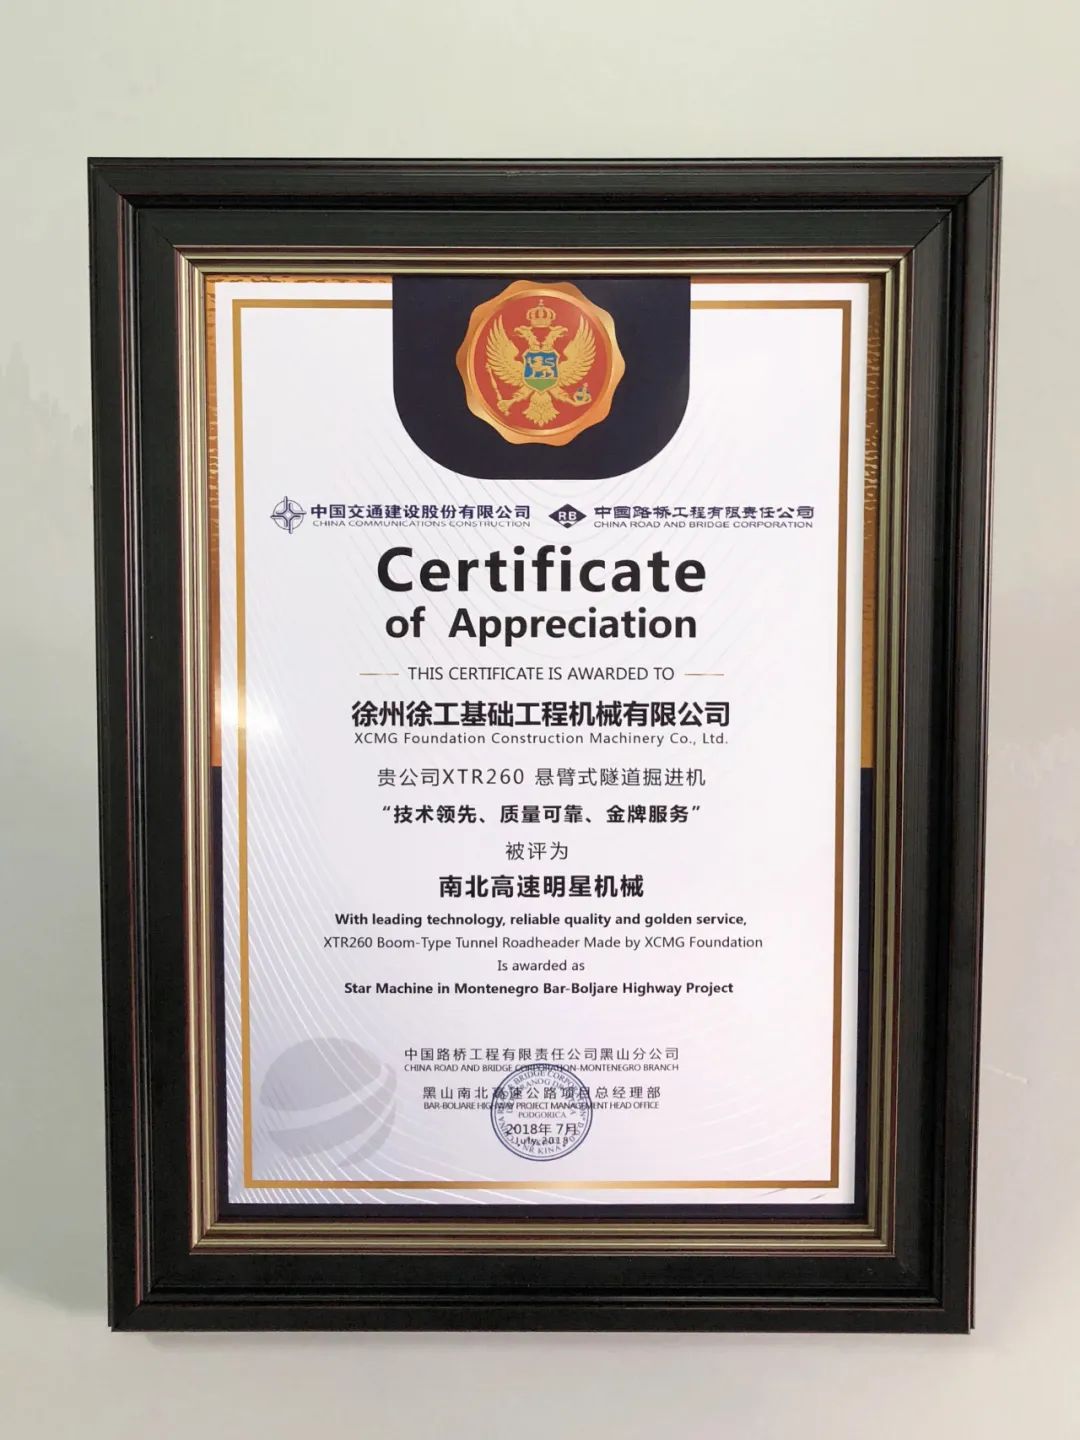 中国交通建设股份有限公司
CHINA COMMUNICATIONS CONSTRUCTION
RB
中国路桥工程有限责任公司
CHINA ROAD AND BRIDGE CORPORATION
Certificate
of Appreciation
THIS CERTIFICATE IS AWARDED TO
徐州徐工基础工程机械有限公司
XCMG Foundation Construction Machinery Co., Ltd.
贵公司XTR260 悬臂式隧道掘进机
“技术领先、质量可靠、金牌服务”
被评为
南北高速明星机械
With leading technology, reliable quality and golden service,
XTR260 Boom-Type Tunnel Roadheader Made by XCMG Foundation
Is awarded as
Star Machine in Montenegro Bar-Boljare Highway Project
中国路桥工程有限责任公司黑山分公司
CHINA ROAD AND BRIDGE CORPORATION-MONTENEGRO BRANCH
黑山南北高速公路项目总经理部
BAR-BOLJARE HIGHWAY PROJECT MANAGEMENT HEAD OFFICE
PODGORICA
2018年 7月
July, 2018